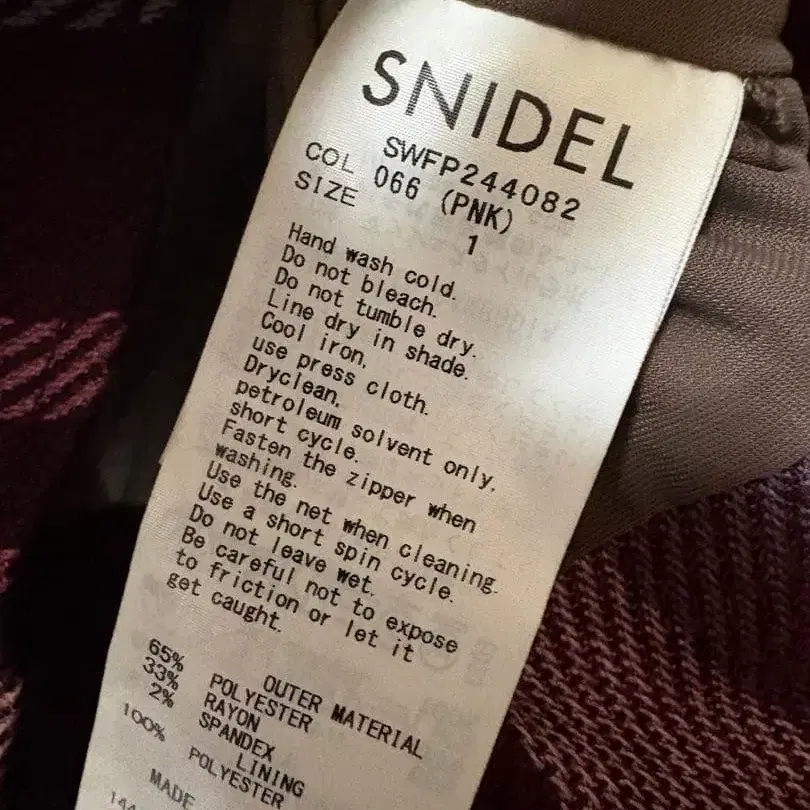 SNIDEL
SWFP244082
COL 066 (PNK)
SIZE 1
Hand wash cold.
Do not bleach.
Do not tumble dry.
Line dry in shade.
Cool iron,
use press cloth.
Dryclean,
petroleum solvent only,
short cycle.
Fasten the zipper when
washing.
Use the net when cleaning.
Use a short spin cycle.
Do not leave wet.
Be careful not to expose
to friction or let it
get caught.
OUTER MATERIAL
65% POLYESTER
33% RAYON
2% SPANDEX
LINING
100% POLYESTER
MADE